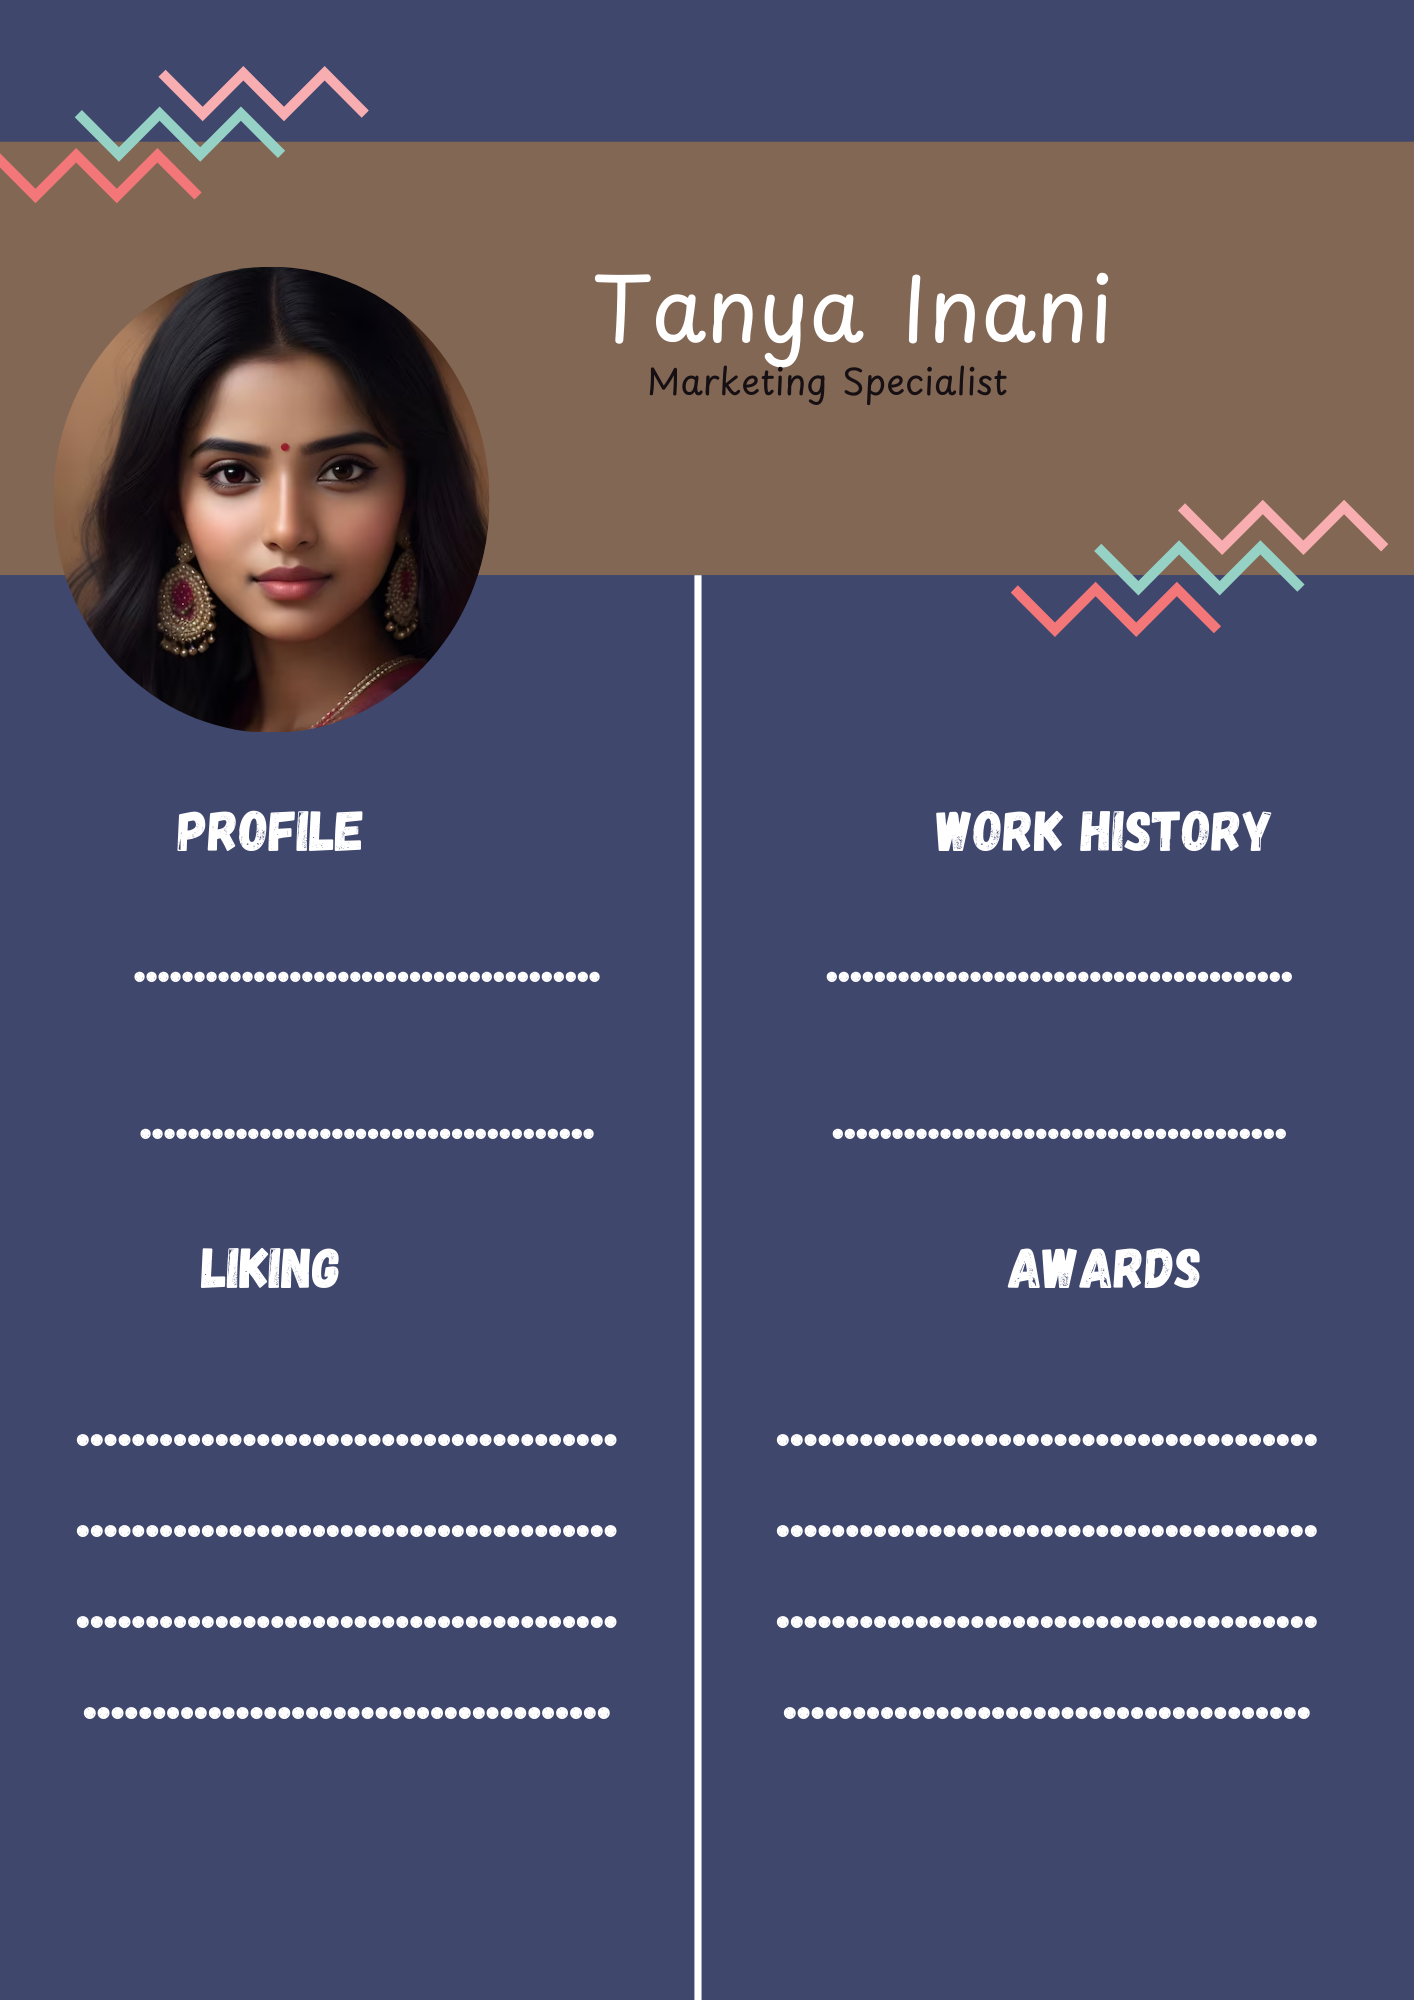 Tanya Inani
Marketing Specialist
PROFILE
WORK HISTORY
LIKING
AWARDS